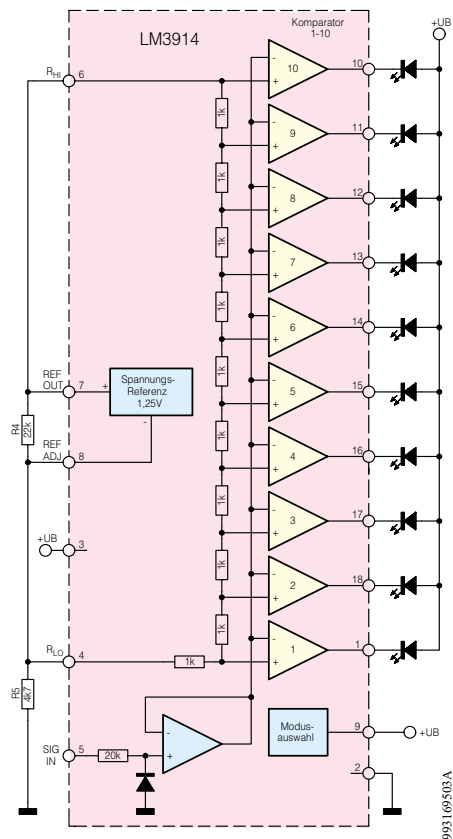 LM3914
Komparator
1-10
+UB
RHI
6
10
10
1k
9
11
1k
8
12
1k
7
13
1k
6
14
1k
REF
OUT
7
+
Spannungs-
Referenz
1,25V
-
5
15
1k
R4
22k
REF
ADJ
8
4
16
1k
+UB
3
3
17
1k
2
18
1k
RLO
4
1k
1
1
R5
4k7
SIG
IN
5
20k
-
+
Modus-
auswahl
9
+UB
2
993169503A